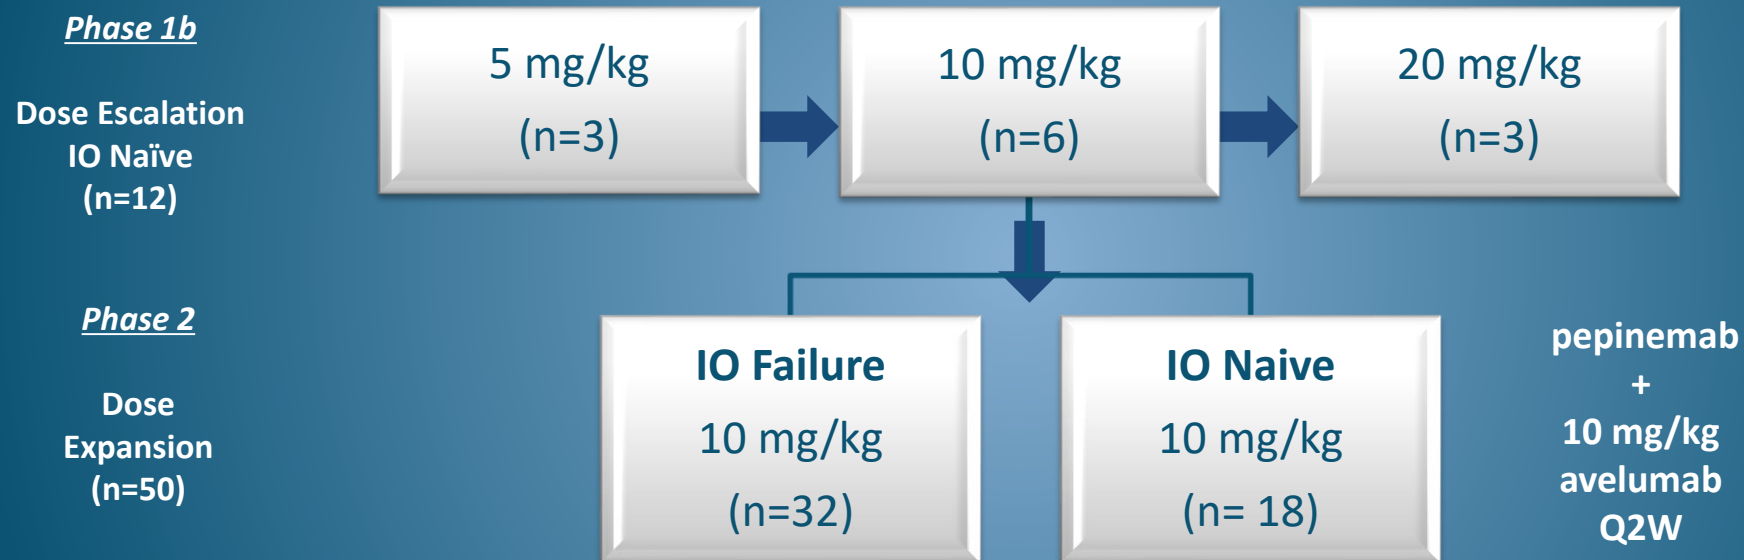 Phase 1b
Dose Escalation
IO Naïve
(n=12)
5 mg/kg
(n=3)
10 mg/kg
(n=6)
20 mg/kg
(n=3)
Phase 2
Dose
Expansion
(n=50)
IO Failure
10 mg/kg
(n=32)
IO Naive
10 mg/kg
(n= 18)
pepinemab
+
10 mg/kg
avelumab
Q2W